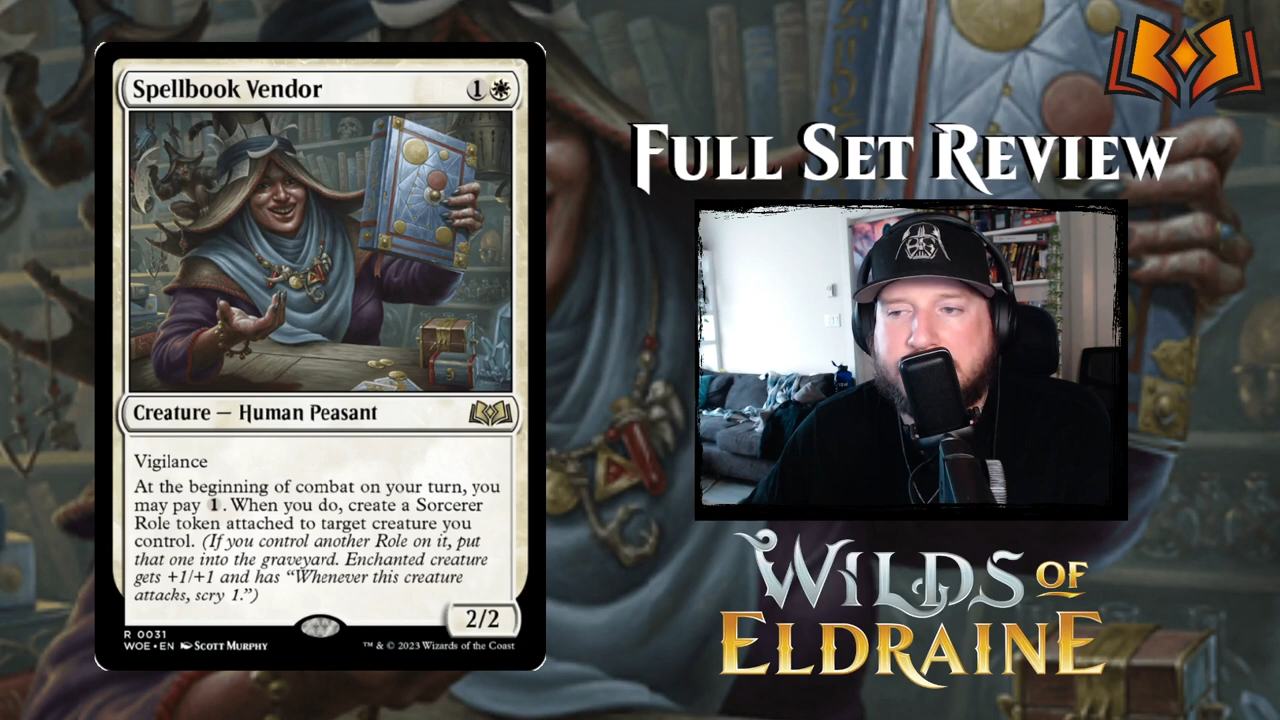 Spellbook Vendor 1
Creature — Human Peasant
Vigilance
At the beginning of combat on your turn, you
may pay 1. When you do, create a Sorcerer
Role token attached to target creature you
control. (If you control another Role on it, put
that one into the graveyard. Enchanted creature
gets +1/+1 and has “Whenever this creature
attacks, scry 1.”)
2/2
R 0031
WOE • EN Scott Murphy
™ & © 2023 Wizards of the Coast
Full Set Review
Wilds of
Eldraine